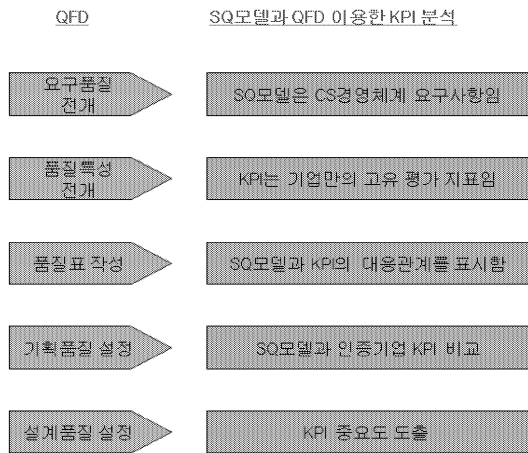 QFD
SQ모델과 QFD 이용한 KPI 분석
요구품질
전개
SQ모델은 CS경영체계 요구사항임
품질특성
전개
KPI는 기업만의 고유 평가 지표임
품질표 작성
SQ모델과 KPI의 대응관계를 표시함
기획품질 설정
SQ모델과 인증기업 KPI 비교
설계품질 설정
KPI 중요도 도출